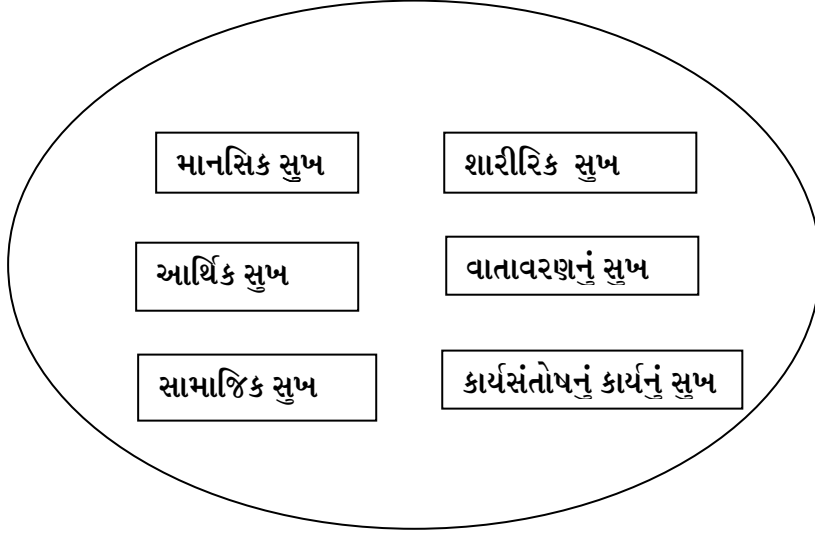 માનસિક સુખ
શારીરિક સુખ
આર્થિક સુખ
વાતાવરણનું સુખ
સામાજિક સુખ
કાર્યસંતોષનું કાર્યનું સુખ